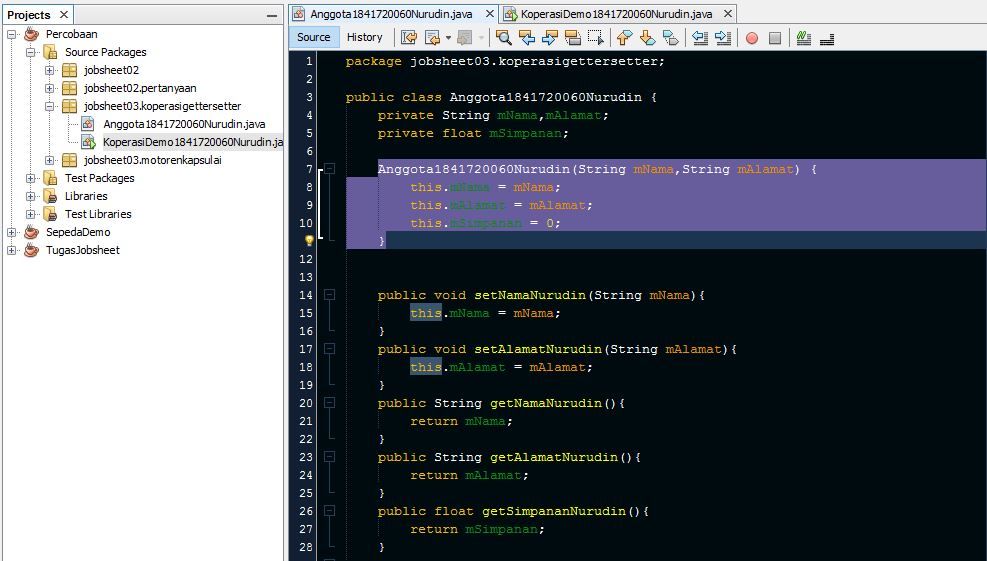 Projects
Percobaan
Source Packages
jobsheet02
jobsheet02.pertanyaan
jobsheet03.koperasigettersetter
Anggota1841720060Nurudin.java
KoperasiDemo1841720060Nurudin.ja
jobsheet03.motorenkapsulai
Test Packages
Libraries
Test Libraries
SepedaDemo
TugasJobsheet
Anggota1841720060Nurudin.java
KoperasiDemo1841720060Nurudin.java
Source History
1 package jobsheet03.koperasigettersetter;
2
3 public class Anggota1841720060Nurudin {
4 private String mNama,mAlamat;
5 private float mSimpanan;
6
7 Anggota1841720060Nurudin(String mNama,String mAlamat) {
8 this.mNama = mNama;
9 this.mAlamat = mAlamat;
10 this.mSimpanan = 0;
}
12
13
14 public void setNamaNurudin(String mNama){
15 this.mNama = mNama;
16 }
17 public void setAlamatNurudin(String mAlamat){
18 this.mAlamat = mAlamat;
19 }
20 public String getNamaNurudin(){
21 return mNama;
22 }
23 public String getAlamatNurudin(){
24 return mAlamat;
25 }
26 public float getSimpananNurudin(){
27 return mSimpanan;
28 }